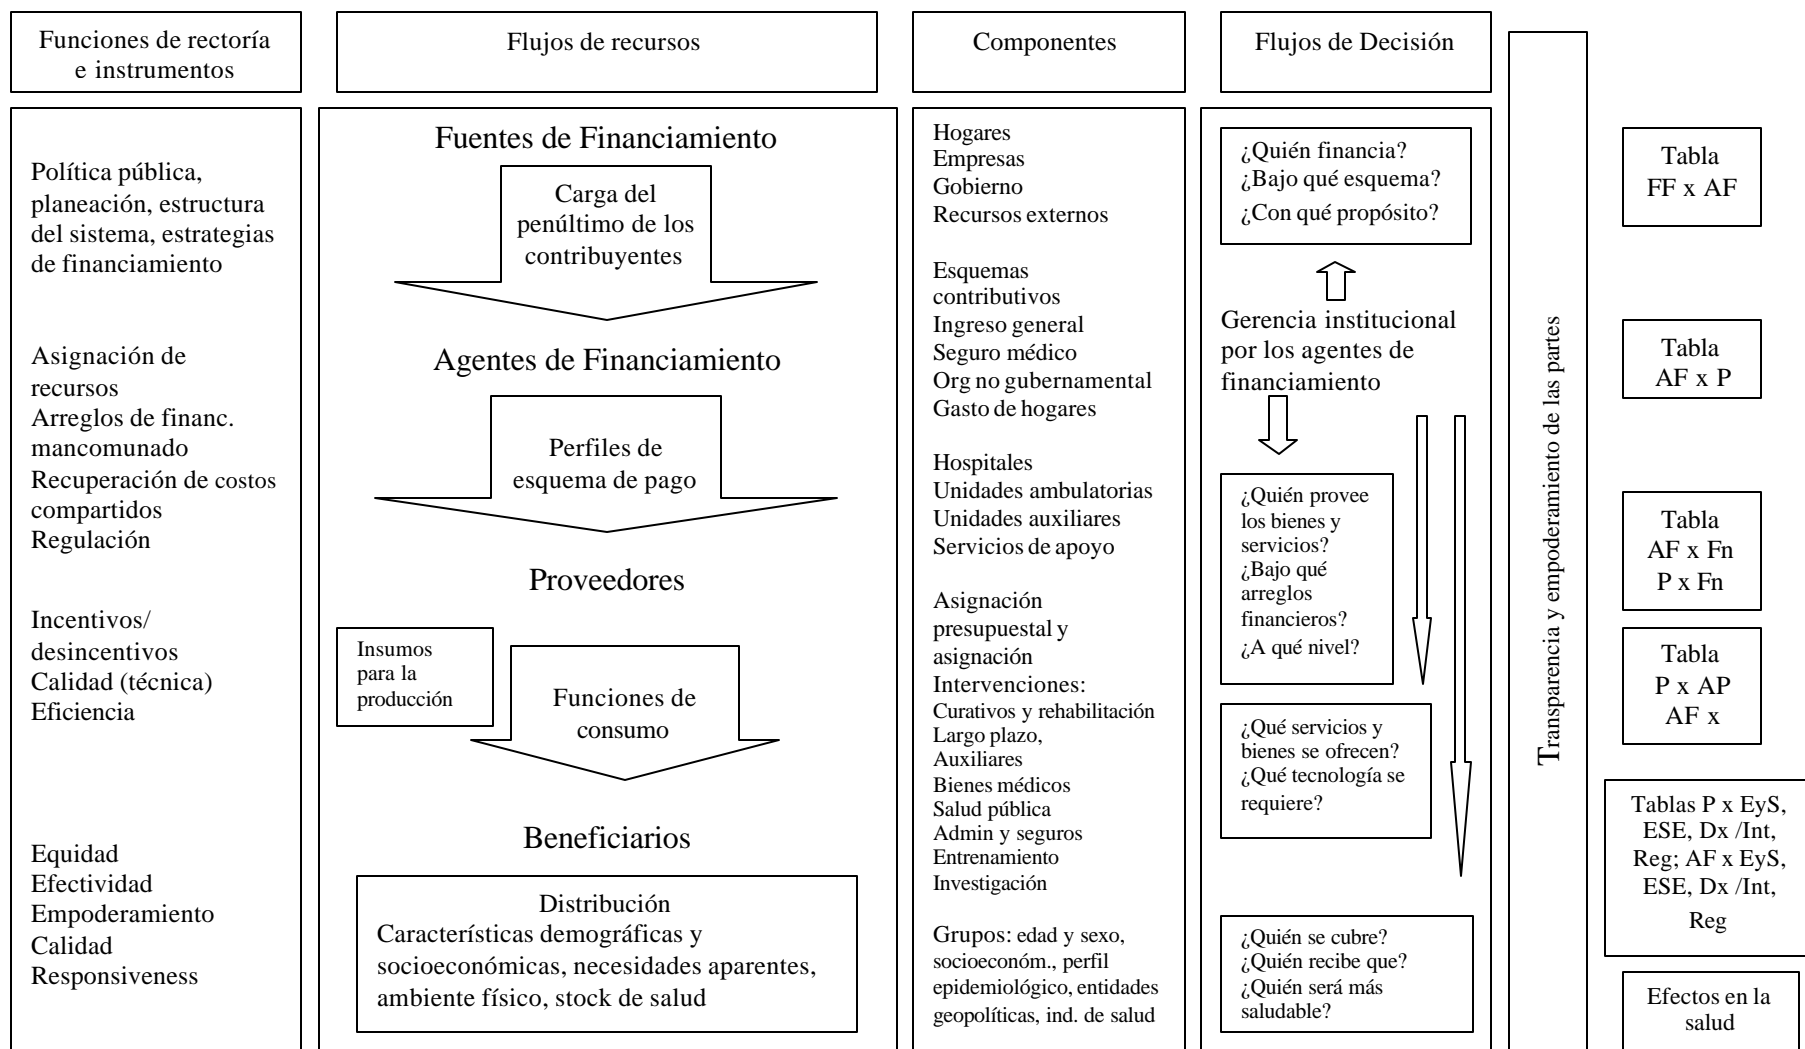 Funciones de rectoría
e instrumentos
Flujos de recursos
Componentes
Flujos de Decisión
Política pública,
planeación, estructura
del sistema, estrategias
de financiamiento
Asignación de
recursos
Arreglos de financ.
mancomunado
Recuperación de costos
compartidos
Regulación
Incentivos/
desincentivos
Calidad (técnica)
Eficiencia
Equidad
Efectividad
Empoderamiento
Calidad
Responsiveness
Fuentes de Financiamiento
Carga del
penúltimo de los
contribuyentes
Agentes de Financiamiento
Perfiles de
esquema de pago
Proveedores
Insumos
para la
producción
Funciones de
consumo
Beneficiarios
Distribución
Características demográficas y
socioeconómicas, necesidades aparentes,
ambiente físico, stock de salud
Hogares
Empresas
Gobierno
Recursos externos
Esquemas
contributivos
Ingreso general
Seguro médico
Org no gubernamental
Gasto de hogares
Hospitales
Unidades ambulatorias
Unidades auxiliares
Servicios de apoyo
Asignación
presupuestal y
asignación
Intervenciones:
Curativos y rehabilitación
Largo plazo,
Auxiliares
Bienes médicos
Salud pública
Admin y seguros
Entrenamiento
Investigación
Grupos: edad y sexo,
socioeconóm., perfil
epidemiológico, entidades
geopolíticas, ind. de salud
¿Quién financia?
¿Bajo qué esquema?
¿Con qué propósito?
Gerencia institucional
por los agentes de
financiamiento
¿Quién provee
los bienes y
servicios?
¿Bajo qué
arreglos
financieros?
¿A qué nivel?
¿Qué servicios y
bienes se ofrecen?
¿Qué tecnología se
requiere?
¿Quién se cubre?
¿Quién recibe que?
¿Quién será más
saludable?
Transparencia y empoderamiento de las partes
Tabla
FF x AF
Tabla
AF x P
Tabla
AF x Fn
P x Fn
Tabla
P x AP
AF x
Tablas P x EyS,
ESE, Dx /Int,
Reg; AF x EyS,
ESE, Dx /Int,
Reg
Efectos en la
salud